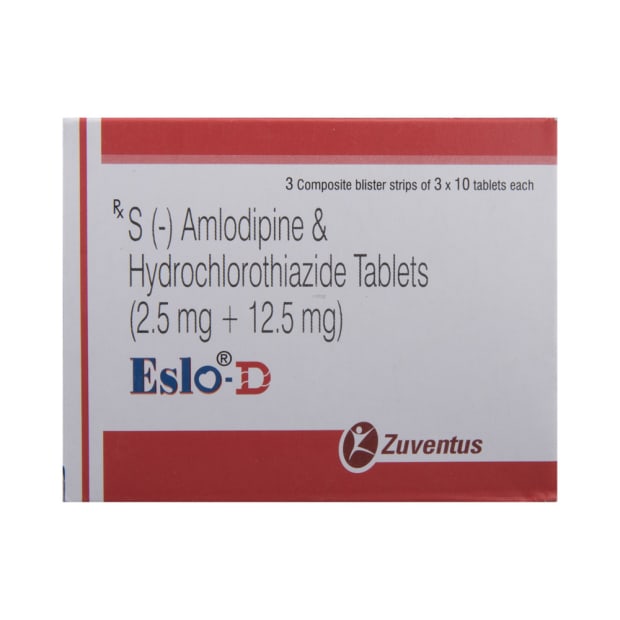 3 Composite blister strips of 3 x 10 tablets each
Rx S (-) Amlodipine &
Hydrochlorothiazide Tablets
(2.5 mg + 12.5 mg)
Eslo®-D
Zuventus